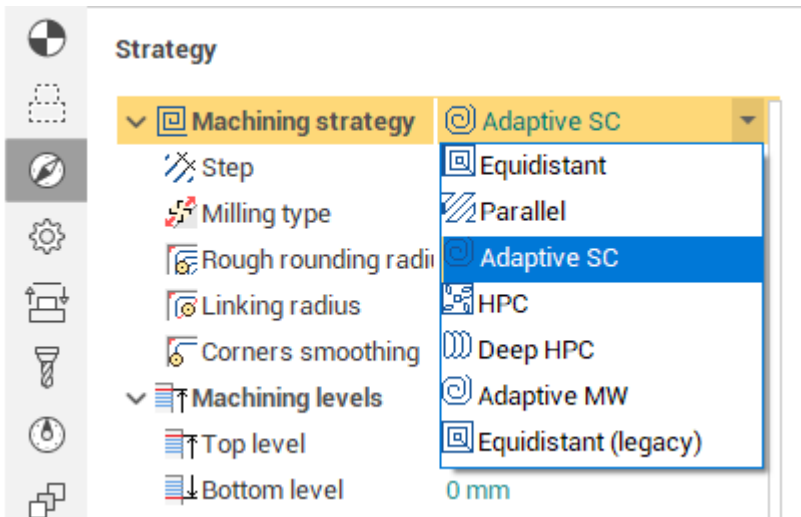 Strategy
Machining strategy Adaptive SC
Step
Equidistant
Milling type
Parallel
Rough rounding radi
Adaptive SC
Linking radius
HPC
Corners smoothing
Deep HPC
Machining levels
Adaptive MW
Top level
Equidistant (legacy)
Bottom level 0 mm